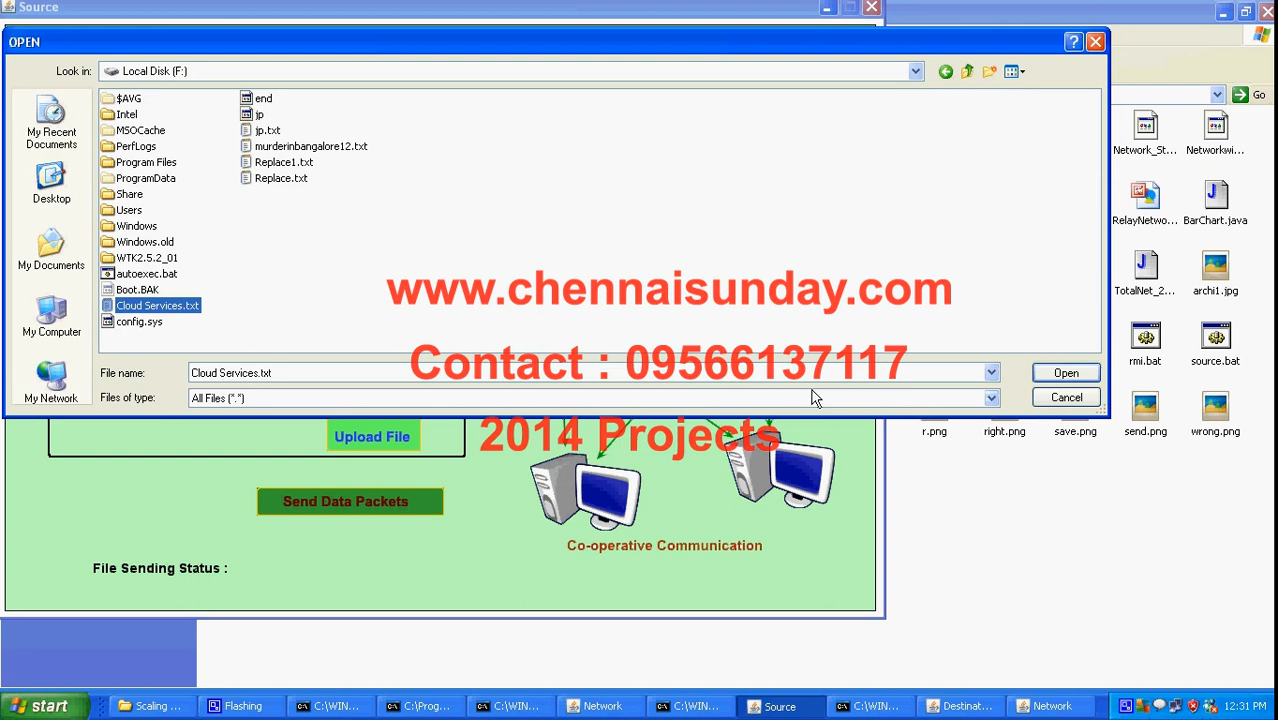 Source
OPEN
Look in:
Local Disk (F:)
Go
My Recent
Documents
Desktop
My Documents
My Computer
My Network
$AVG
Intel
MSOCache
PerfLogs
Program Files
ProgramData
Share
Users
Windows
Windows.old
WTK2.5.2_01
autoexec.bat
Boot.BAK
Cloud Services.txt
config.sys
end
jp
jp.txt
murderinbangalore12.txt
Replace1.txt
Replace.txt
File name:
Cloud Services.txt
Open
Files of type:
All Files (*.*)
Cancel
www.chennaisunday.com
Contact : 09566137117
2014 Projects
Network_St...
Networkwi...
RelayNetwo...
BarChart.java
TotalNet_2...
archi1.jpg
rmi.bat
source.bat
r.png
right.png
save.png
send.png
wrong.png
Upload File
Send Data Packets
Co-operative Communication
File Sending Status :
start
Scaling ...
Flashing
C:\WIN...
C:\Prog...
C:\WIN...
Network
C:\WIN...
Source
C:\WIN...
Destinat...
Network
12:31 PM